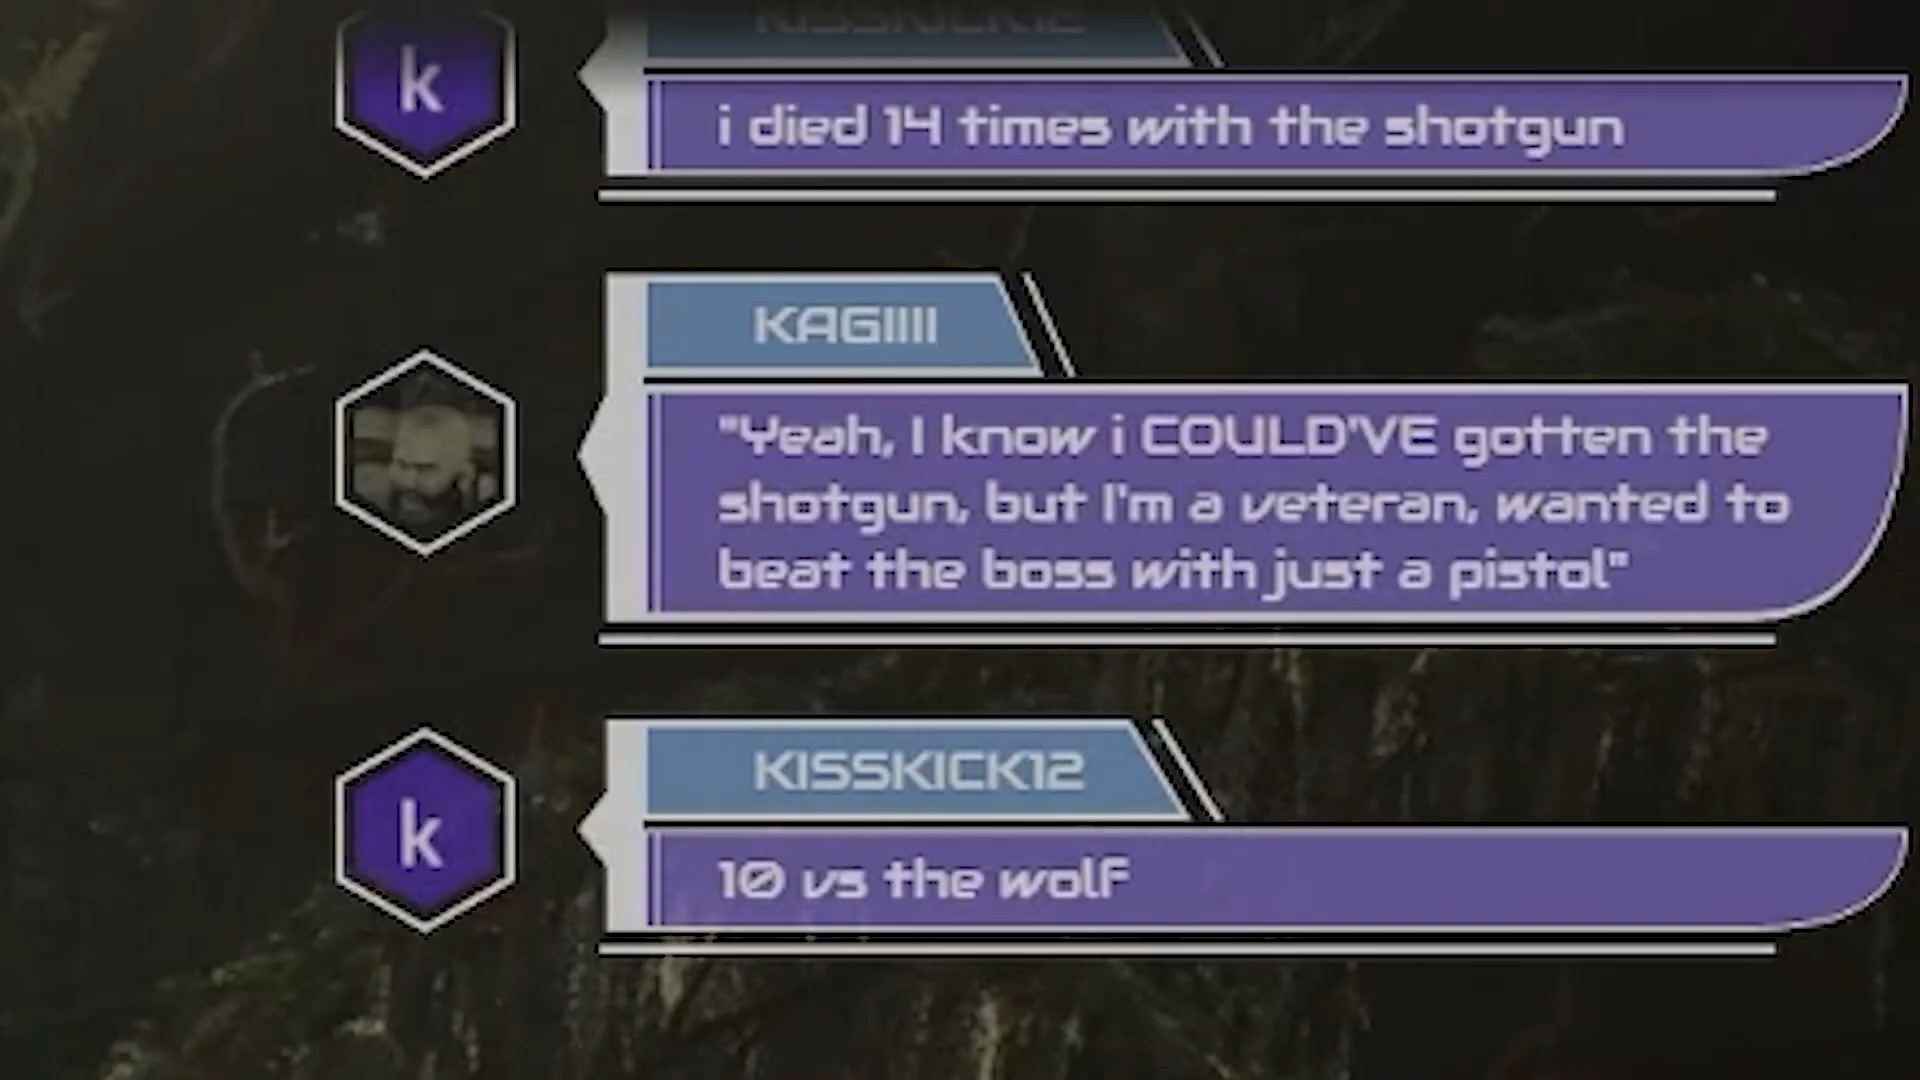 KISSKICK12
k
i died 14 times with the shotgun
KAGIIII
"Yeah, I know i COULD'VE gotten the
shotgun, but I'm a veteran, wanted to
beat the boss with just a pistol"
KISSKICK12
k
10 vs the wolf